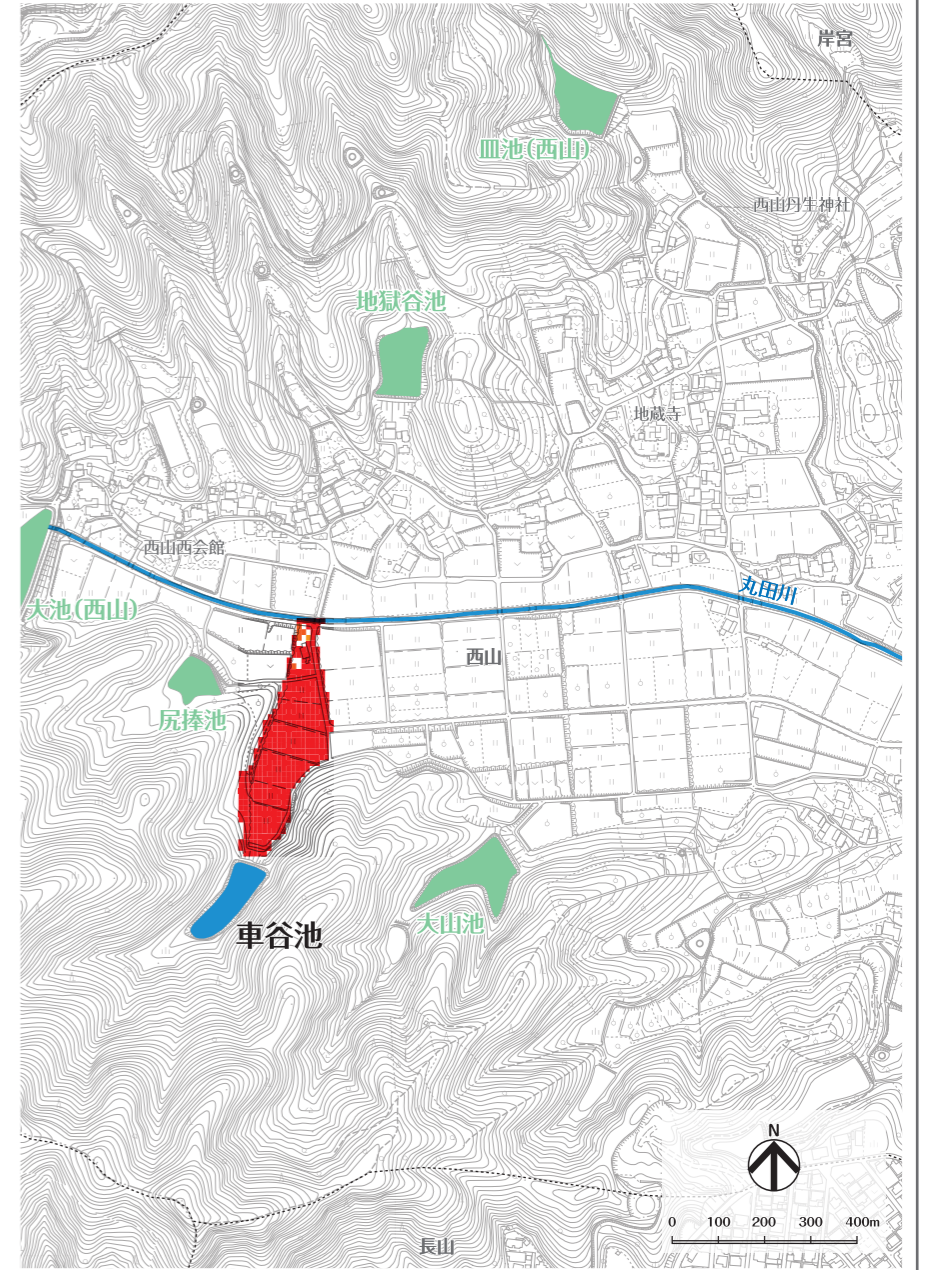 岸宮
皿池(西山)
西山丹生神社
地獄谷池
地蔵寺
西山西会館
丸田川
大池(西山)
西山
尻捧池
大山池
車谷池
N
0 100 200 300 400m
長山